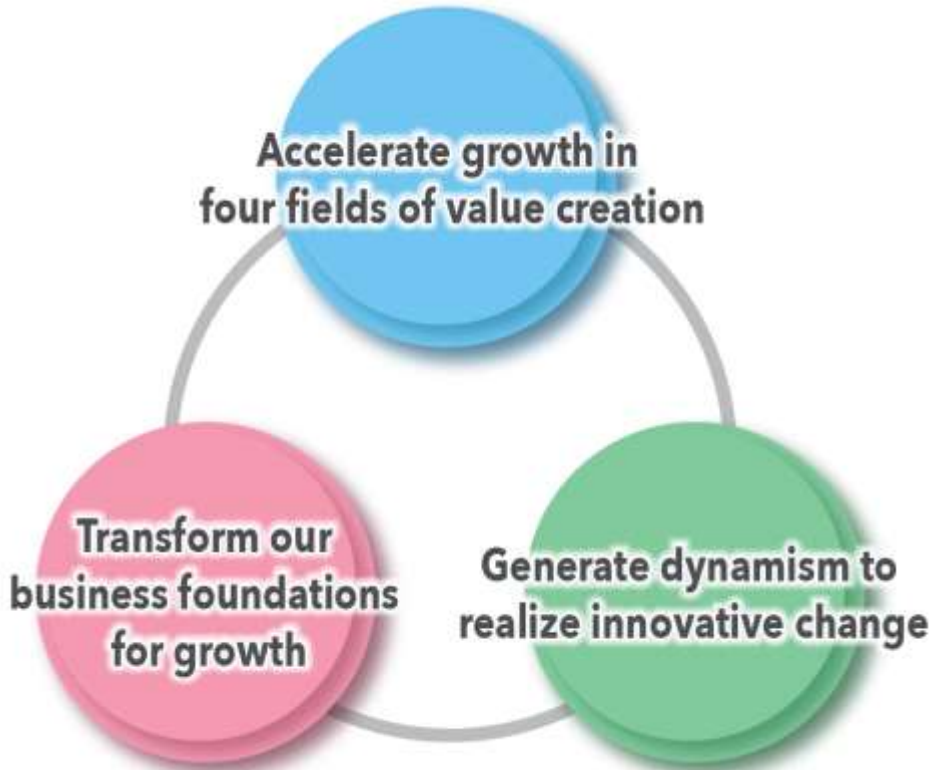 Accelerate growth in
four fields of value creation
Transform our
business foundations
for growth
Generate dynamism to
realize innovative change